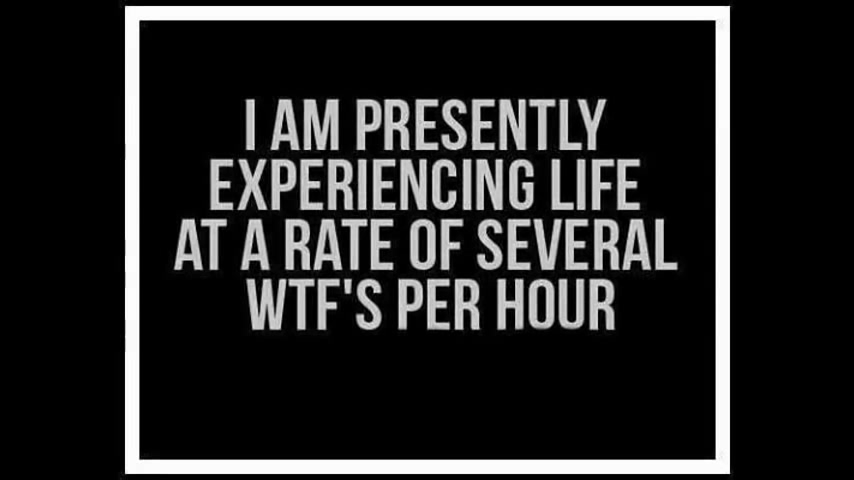 I AM PRESENTLY
EXPERIENCING LIFE
AT A RATE OF SEVERAL
WTF'S PER HOUR